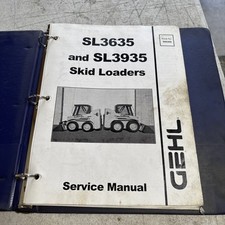 SL3635
and SL3935
Skid Loaders
GEHL
Service Manual